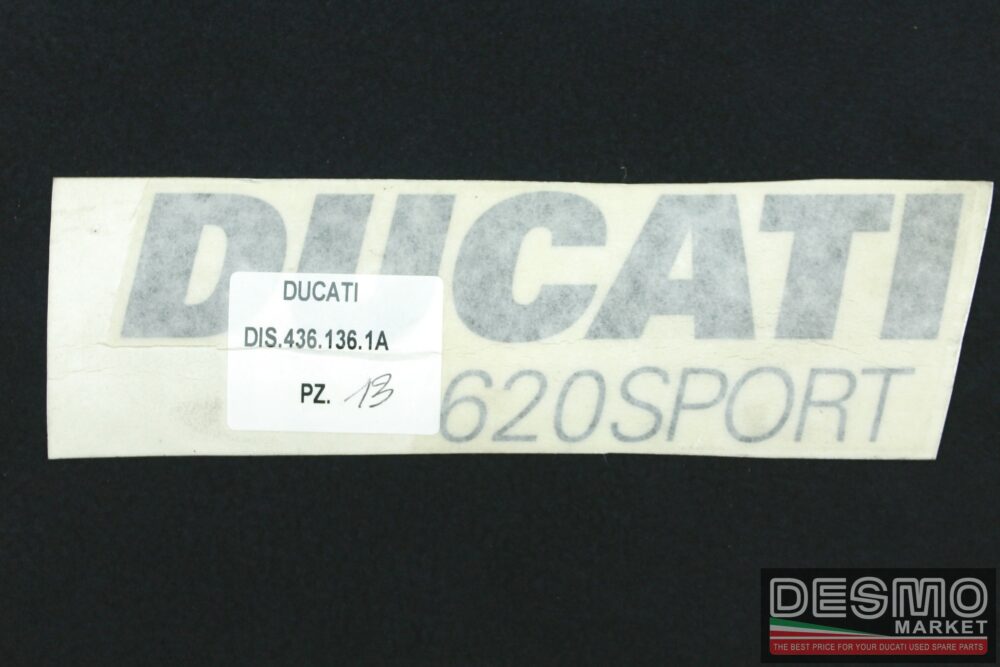 DUCATI
DUCATI
DIS.436.136.1A
PZ. 13
620SPORT
DESMO
MARKET
THE BEST PRICE FOR YOUR DUCATI USED SPARE PARTS